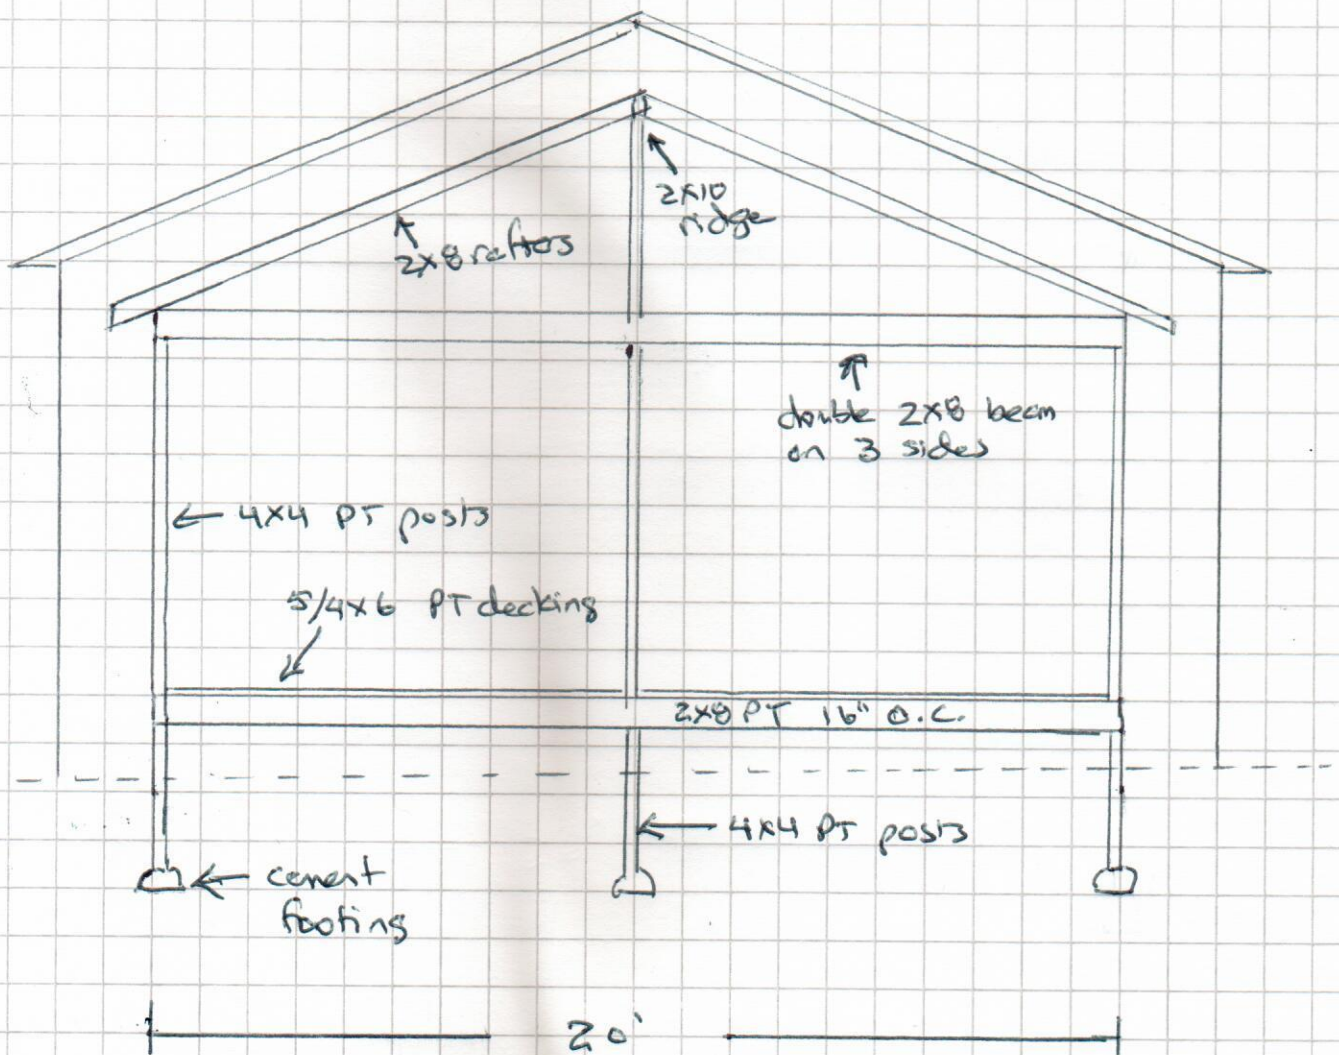 2x10
ridge
2x8 rafters
double 2x8 beam
on 3 sides
4x4 PT posts
5/4x6 PT decking
2x8 PT 16" O.C.
4x4 PT posts
cement
footing
20'